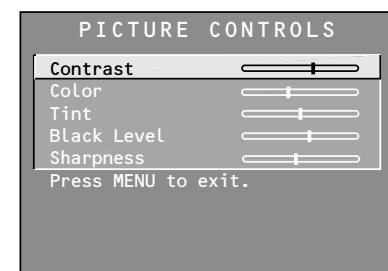 PICTURE CONTROLS
Contrast
Color
Tint
Black Level
Sharpness
Press MENU to exit.